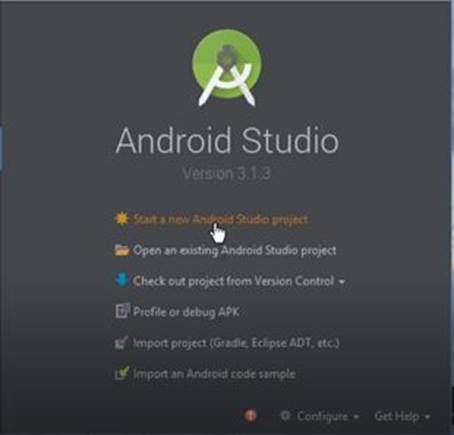 Android Studio
Version 3.1.3
Start a new Android Studio project
Open an existing Android Studio project
Check out project from Version Control
Profile or debug APK
Import project (Gradle, Eclipse ADT, etc.)
Import an Android code sample
Configure Get Help